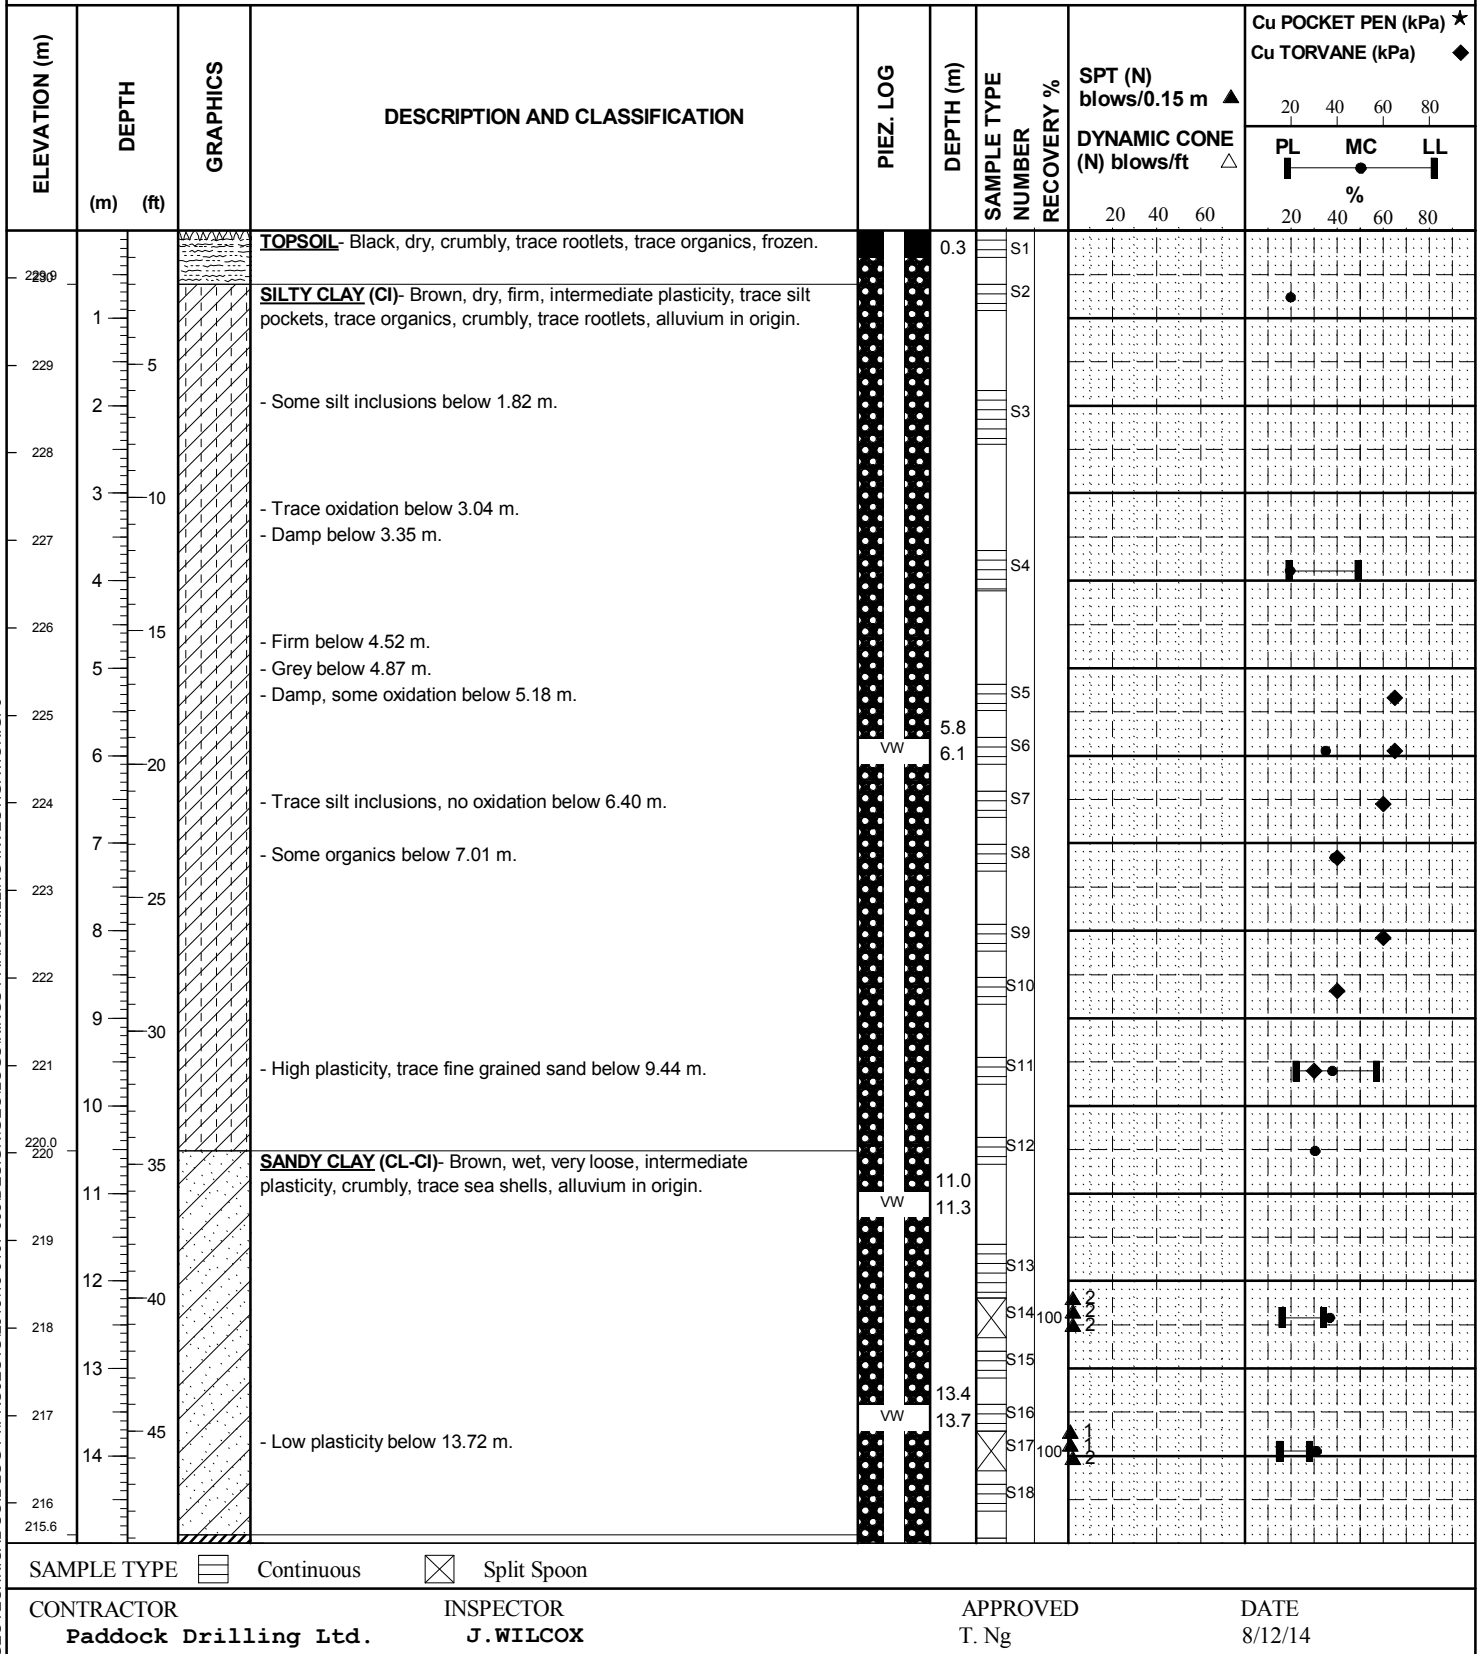 ELEVATION (m)
DEPTH
(m) (ft)
GRAPHICS
DESCRIPTION AND CLASSIFICATION
PIEZ. LOG
DEPTH (m)
SAMPLE TYPE
NUMBER
RECOVERY %
SPT (N)
blows/0.15 m ▲
DYNAMIC CONE
(N) blows/ft △
20 40 60
Cu POCKET PEN (kPa) ★
Cu TORVANE (kPa) ◆
20 40 60 80
PL MC LL
%
20 40 60 80
TOPSOIL- Black, dry, crumbly, trace rootlets, trace organics, frozen.
0.3
S1
229.9
230
SILTY CLAY (CI)- Brown, dry, firm, intermediate plasticity, trace silt
pockets, trace organics, crumbly, trace rootlets, alluvium in origin.
S2
1
5
229
- Some silt inclusions below 1.82 m.
2
S3
228
3
10
- Trace oxidation below 3.04 m.
- Damp below 3.35 m.
227
S4
4
15
226
- Firm below 4.52 m.
- Grey below 4.87 m.
5
- Damp, some oxidation below 5.18 m.
S5
225
5.8
VW
6.1
S6
6
20
- Trace silt inclusions, no oxidation below 6.40 m.
S7
224
7
- Some organics below 7.01 m.
S8
223
25
8
S9
222
S10
9
30
221
- High plasticity, trace fine grained sand below 9.44 m.
S11
10
220.0
220
S12
35
SANDY CLAY (CL-CI)- Brown, wet, very loose, intermediate
plasticity, crumbly, trace sea shells, alluvium in origin.
11.0
11
VW
11.3
219
S13
12
40
S14
100
2
2
2
218
S15
13
13.4
VW
13.7
S16
217
45
- Low plasticity below 13.72 m.
S17
100
1
1
2
14
S18
216
215.6
SAMPLE TYPE Continuous Split Spoon
CONTRACTOR INSPECTOR APPROVED DATE
Paddock Drilling Ltd. J.WILCOX T. Ng 8/12/14